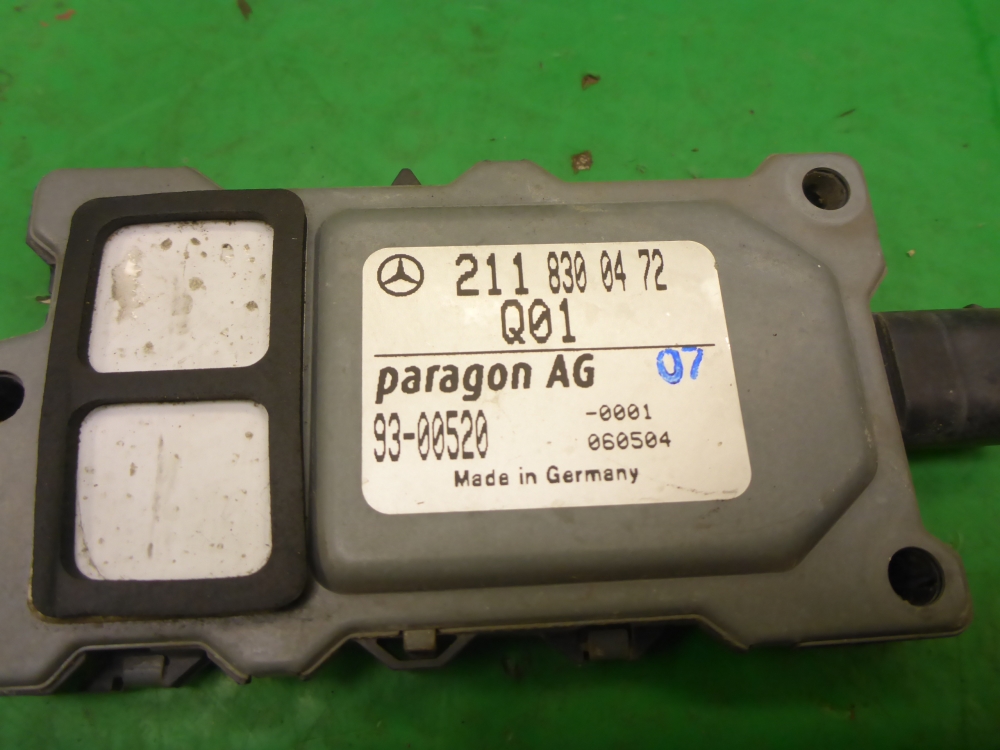 211 830 04 72
Q01
paragon AG 07
93-00520 -0001
060504
Made in Germany